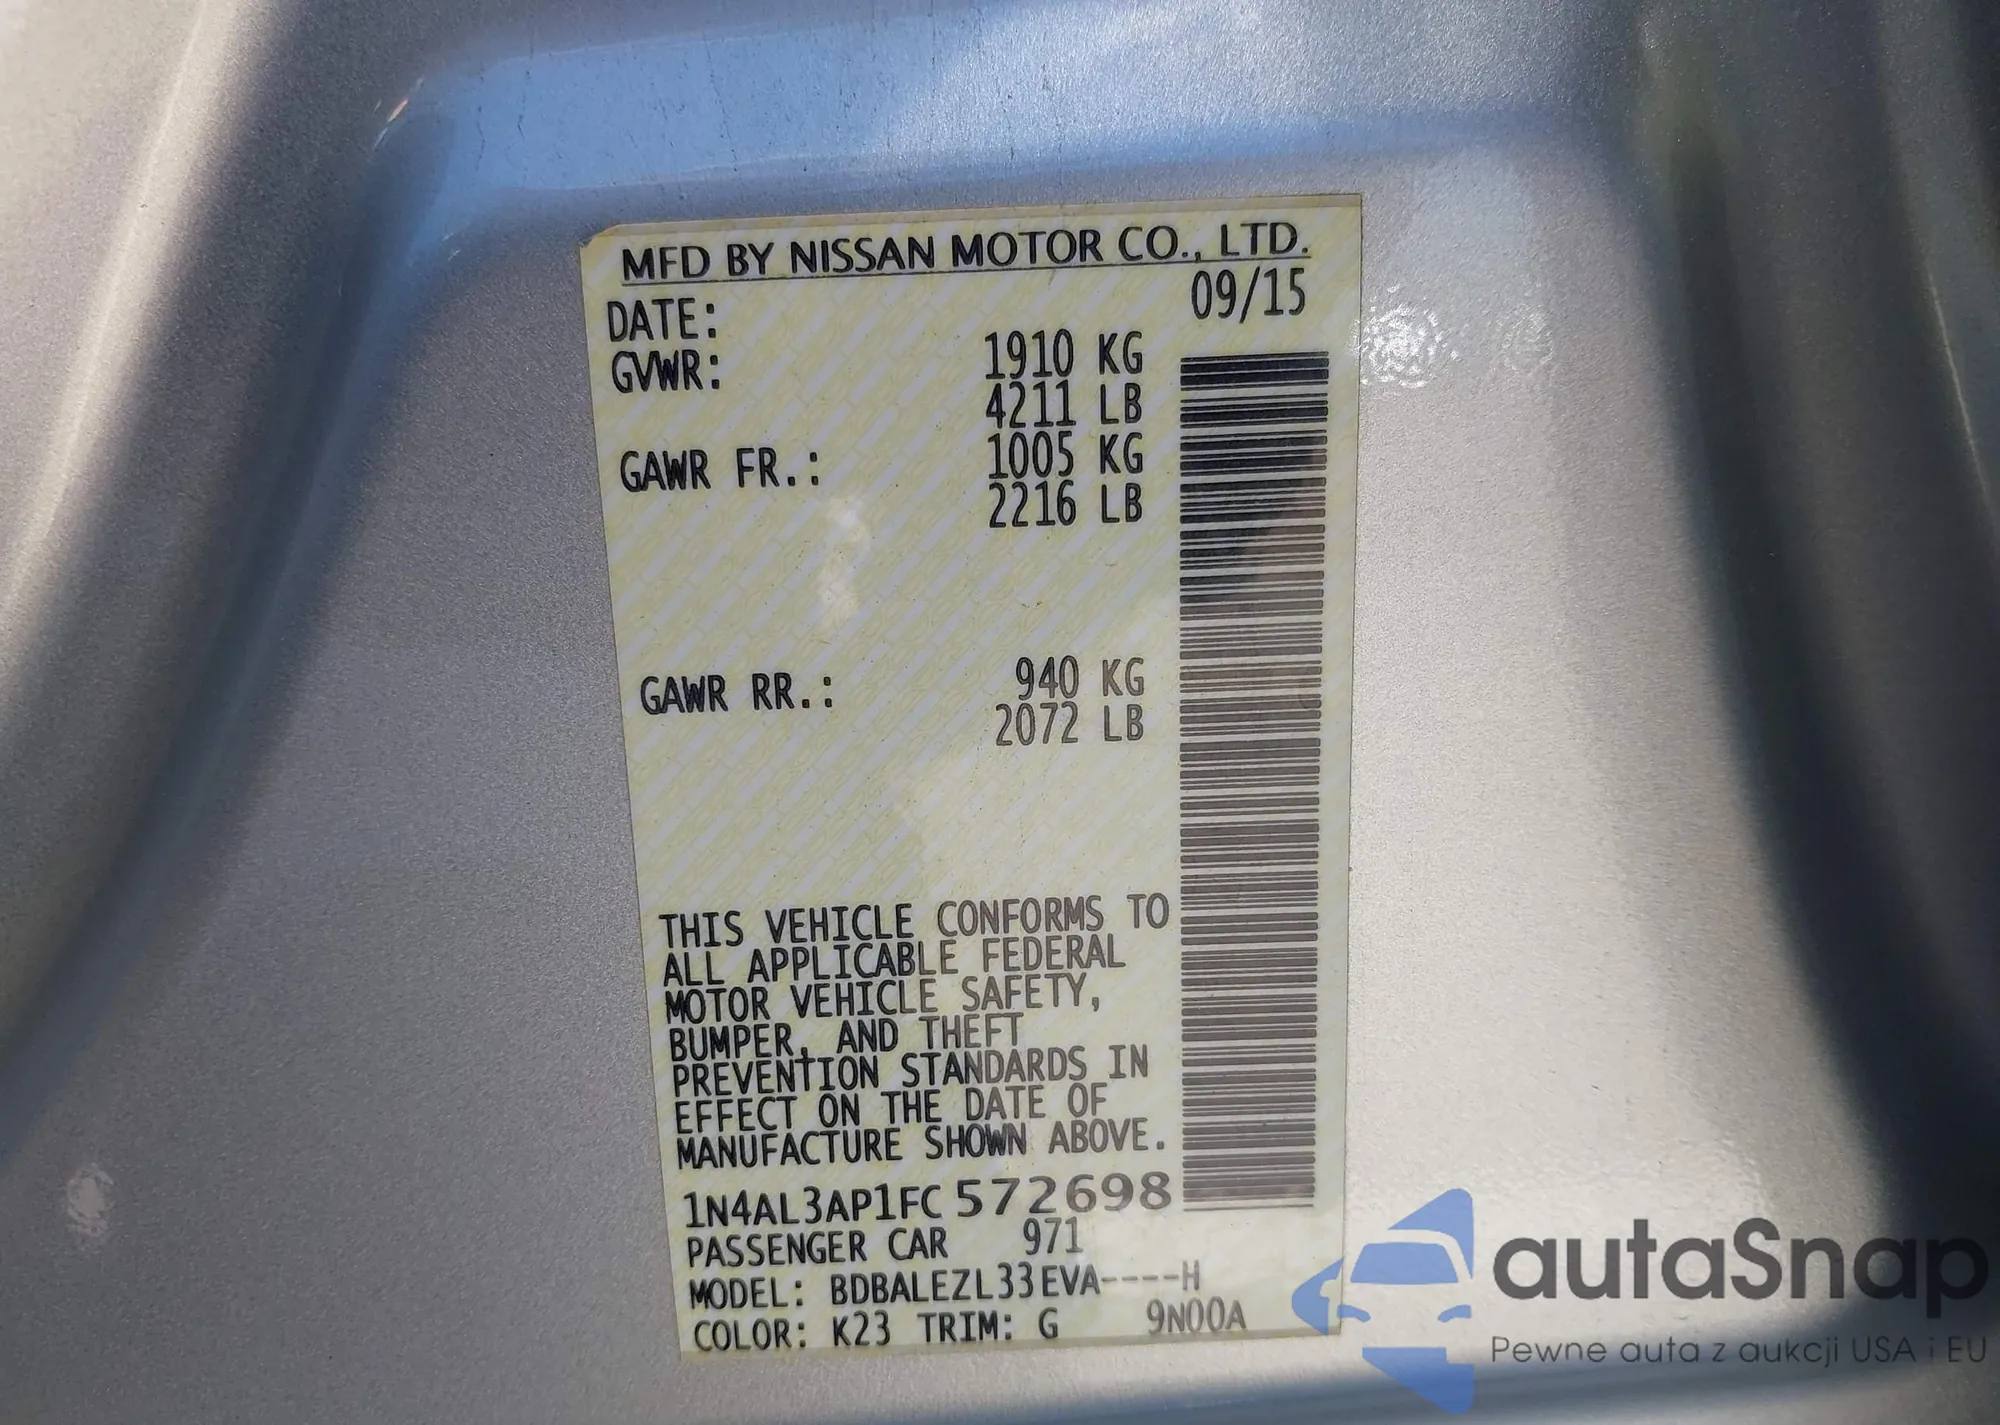 MFD BY NISSAN MOTOR CO., LTD.
DATE: 09/15
GVWR: 1910 KG
4211 LB
GAWR FR.: 1005 KG
2216 LB
GAWR RR.: 940 KG
2072 LB
THIS VEHICLE CONFORMS TO
ALL APPLICABLE FEDERAL
MOTOR VEHICLE SAFETY,
BUMPER, AND THEFT
PREVENTION STANDARDS IN
EFFECT ON THE DATE OF
MANUFACTURE SHOWN ABOVE.
1N4AL3AP1FC572698
PASSENGER CAR 971
MODEL: BDBALEZL33EVA----H
COLOR: K23 TRIM: G 9N00A
autaSnap
Pewne auta z aukcji USA i EU